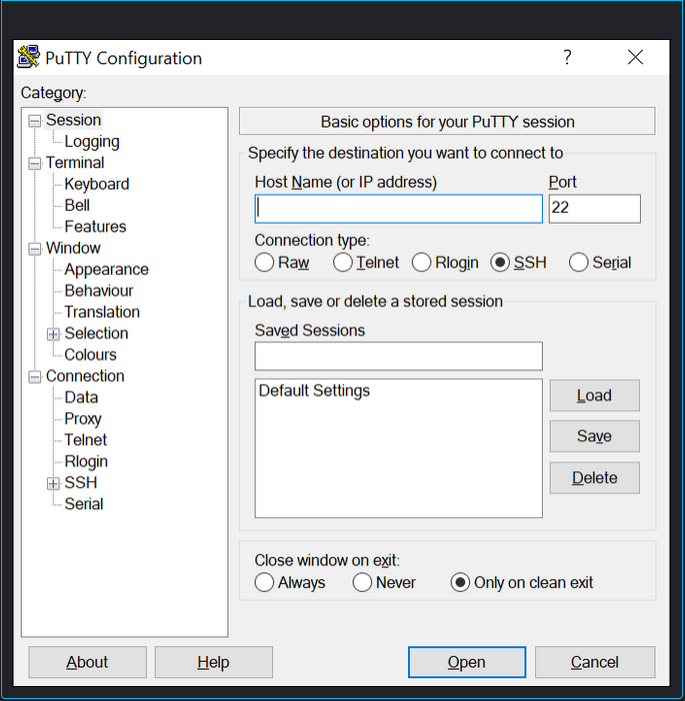 PuTTY Configuration
?
Category:
Session
Logging
Terminal
Keyboard
Bell
Features
Window
Appearance
Behaviour
Translation
Selection
Colours
Connection
Data
Proxy
Telnet
Rlogin
SSH
Serial
Basic options for your PuTTY session
Specify the destination you want to connect to
Host Name (or IP address) Port
22
Connection type:
Raw Telnet Rlogin SSH Serial
Load, save or delete a stored session
Saved Sessions
Default Settings
Load
Save
Delete
Close window on exit:
Always Never Only on clean exit
About Help Open Cancel